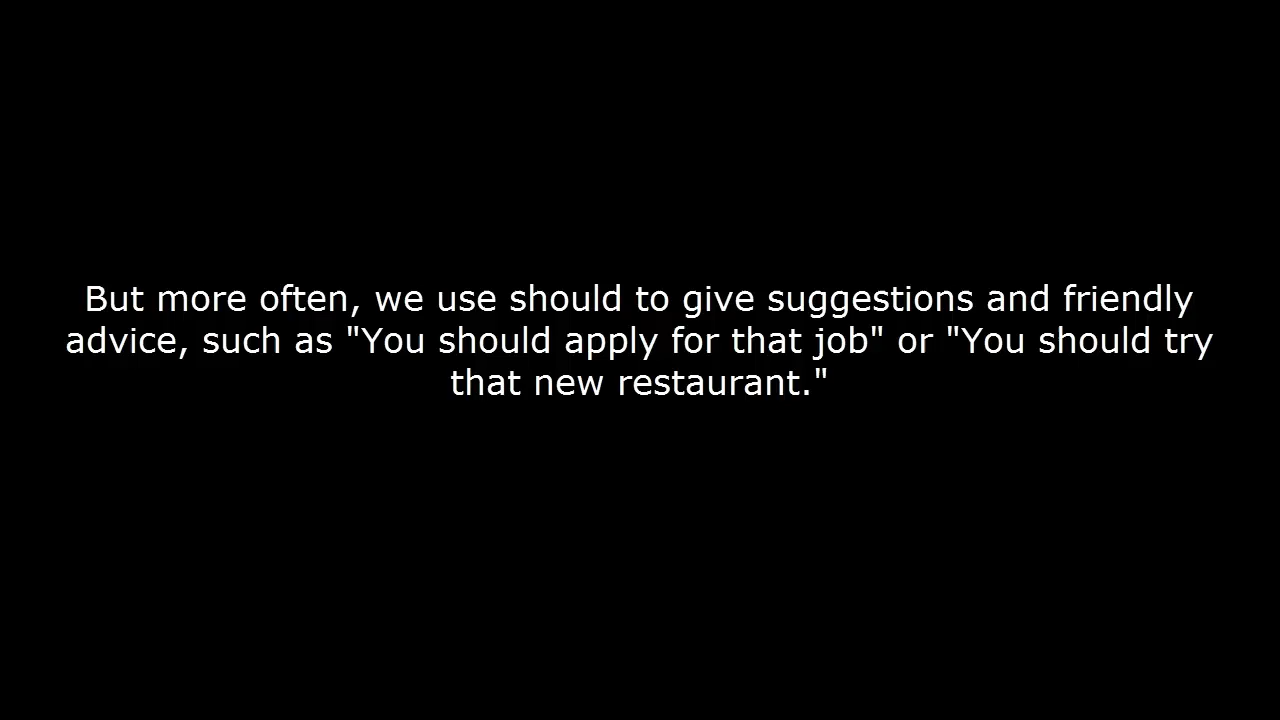 But more often, we use should to give suggestions and friendly
advice, such as "You should apply for that job" or "You should try
that new restaurant."